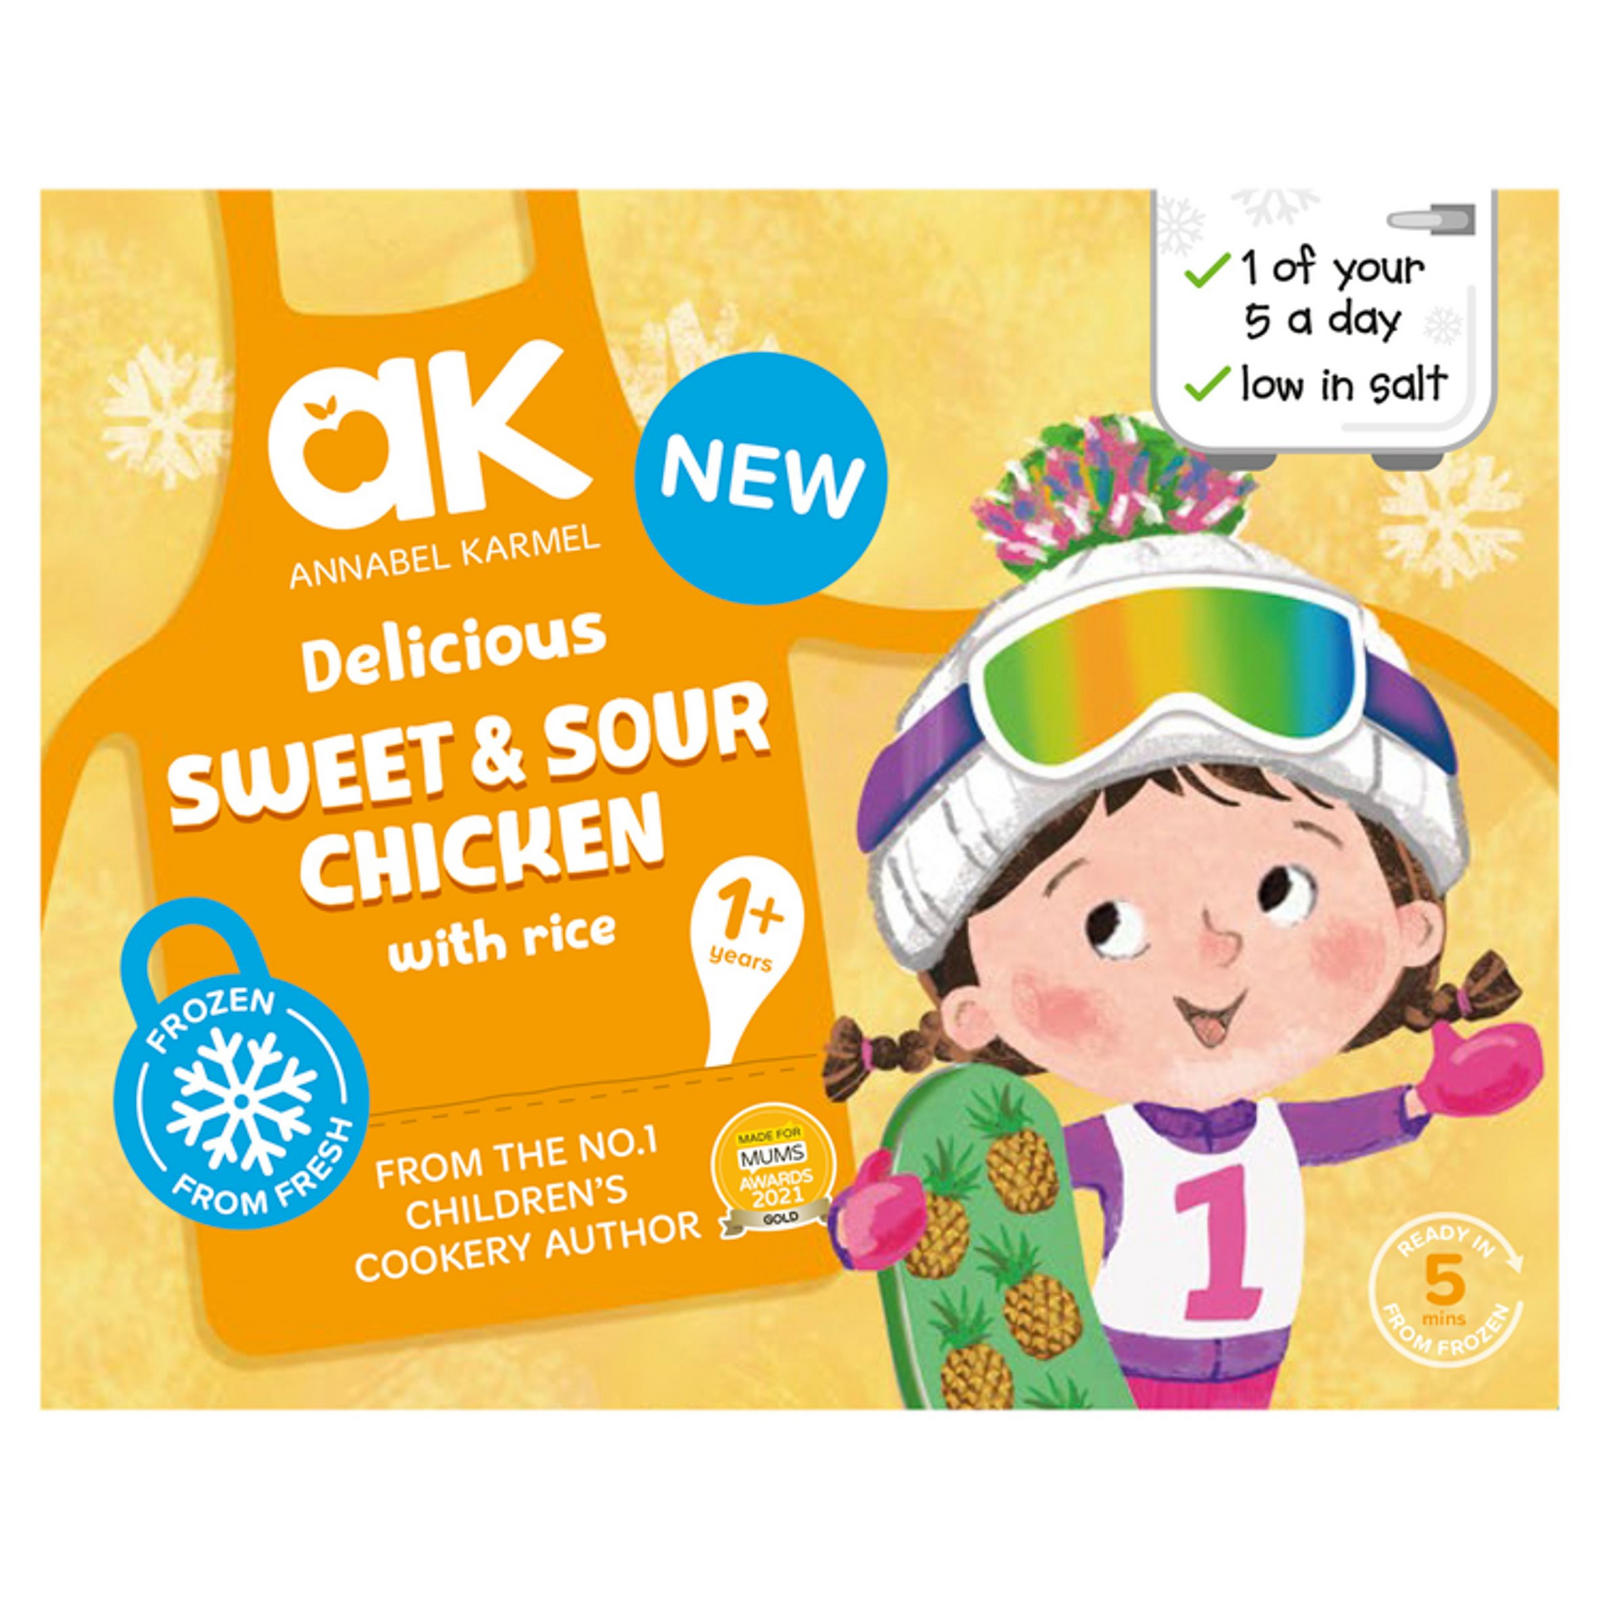 1 of your
5 a day
low in salt
ak
ANNABEL KARMEL
NEW
Delicious
SWEET & SOUR
CHICKEN
with rice
1+
years
FROZEN
FROM FRESH
FROM THE NO.1
CHILDREN'S
COOKERY AUTHOR
MADE FOR
MUMS
AWARDS
2021
GOLD
1
READY IN
5
mins
FROM FROZEN